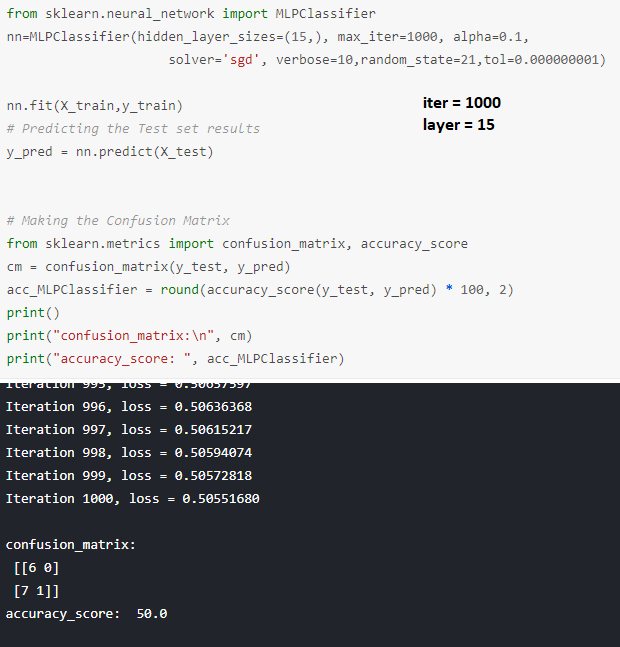 from sklearn.neural_network import MLPClassifier
nn=MLPClassifier(hidden_layer_sizes=(15,), max_iter=1000, alpha=0.1,
solver='sgd', verbose=10,random_state=21,tol=0.000000001)
nn.fit(X_train,y_train)
iter = 1000
# Predicting the Test set results
layer = 15
y_pred = nn.predict(X_test)
# Making the Confusion Matrix
from sklearn.metrics import confusion_matrix, accuracy_score
cm = confusion_matrix(y_test, y_pred)
acc_MLPClassifier = round(accuracy_score(y_test, y_pred) * 100, 2)
print()
print("confusion_matrix:\n", cm)
print("accuracy_score: ", acc_MLPClassifier)
Iteration 995, loss = 0.50657597
Iteration 996, loss = 0.50636368
Iteration 997, loss = 0.50615217
Iteration 998, loss = 0.50594074
Iteration 999, loss = 0.50572818
Iteration 1000, loss = 0.50551680
confusion_matrix:
[[6 0]
[7 1]]
accuracy_score:  50.0